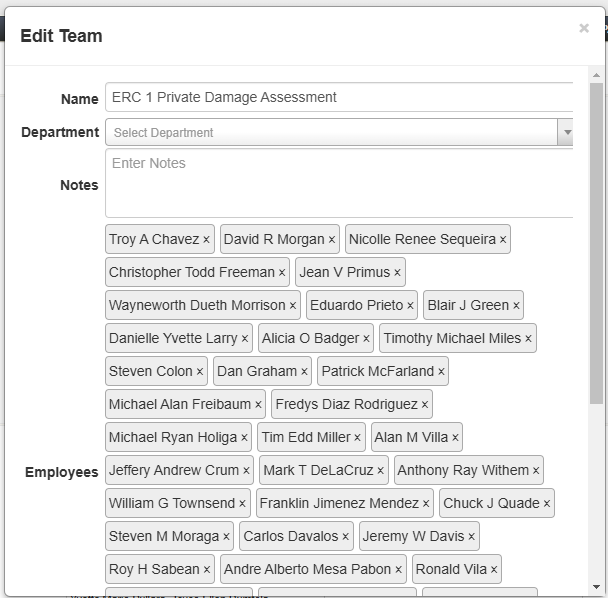 Edit Team ×
Name ERC 1 Private Damage Assessment
Department Select Department
Notes Enter Notes
Troy A Chavez × David R Morgan × Nicolle Renee Sequeira ×
Christopher Todd Freeman × Jean V Primus ×
Wayneworth Dueth Morrison × Eduardo Prieto × Blair J Green ×
Danielle Yvette Larry × Alicia O Badger × Timothy Michael Miles ×
Steven Colon × Dan Graham × Patrick McFarland ×
Michael Alan Freibaum × Fredys Diaz Rodriguez ×
Michael Ryan Holiga × Tim Edd Miller × Alan M Villa ×
Employees Jeffery Andrew Crum × Mark T DeLaCruz × Anthony Ray Withem ×
William G Townsend × Franklin Jimenez Mendez × Chuck J Quade ×
Steven M Moraga × Carlos Davalos × Jeremy W Davis ×
Roy H Sabean × Andre Alberto Mesa Pabon × Ronald Vila ×